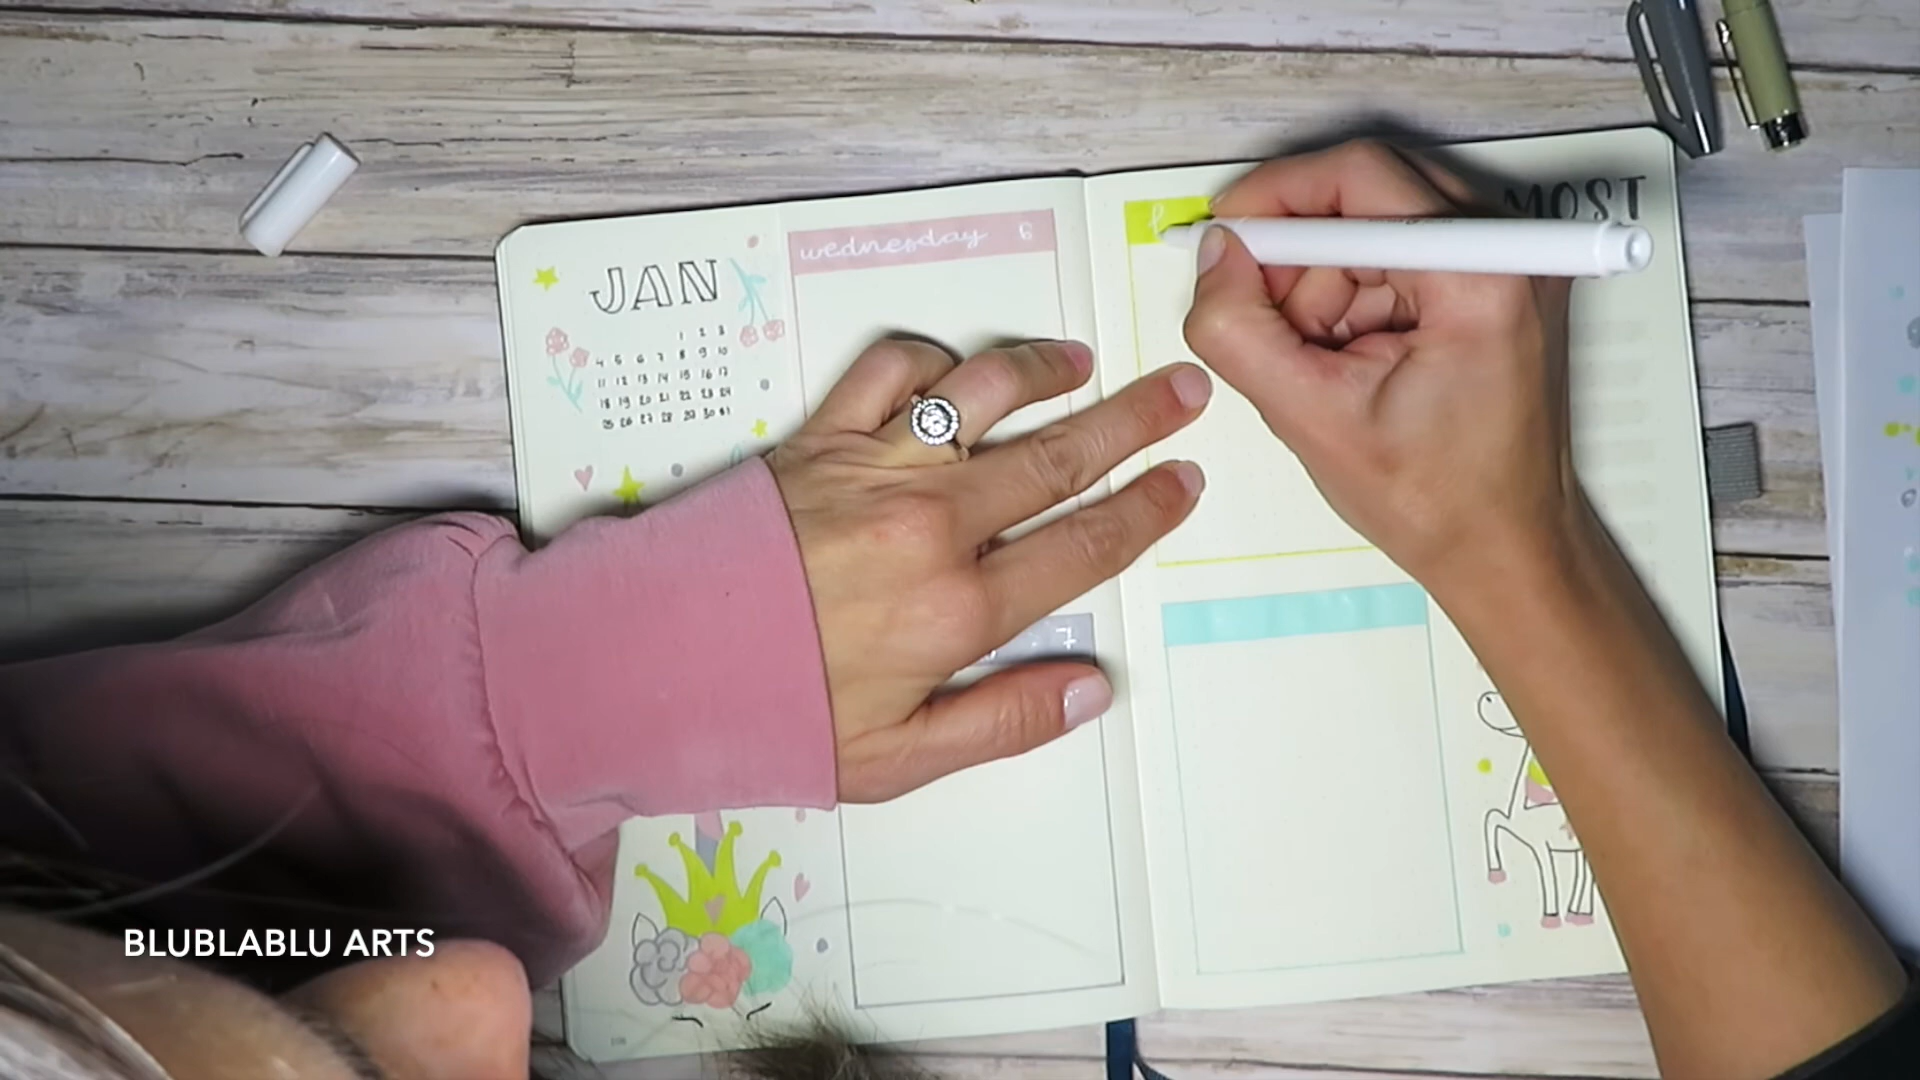 JAN
1 2 3
4 5 6 7 8 9 10
11 12 13 14 15 16 17
18 19 20 21 22 23 24
25 26 27 28 29 30 31
wednesday 6
7
f
MOST
BLUBLABLU ARTS